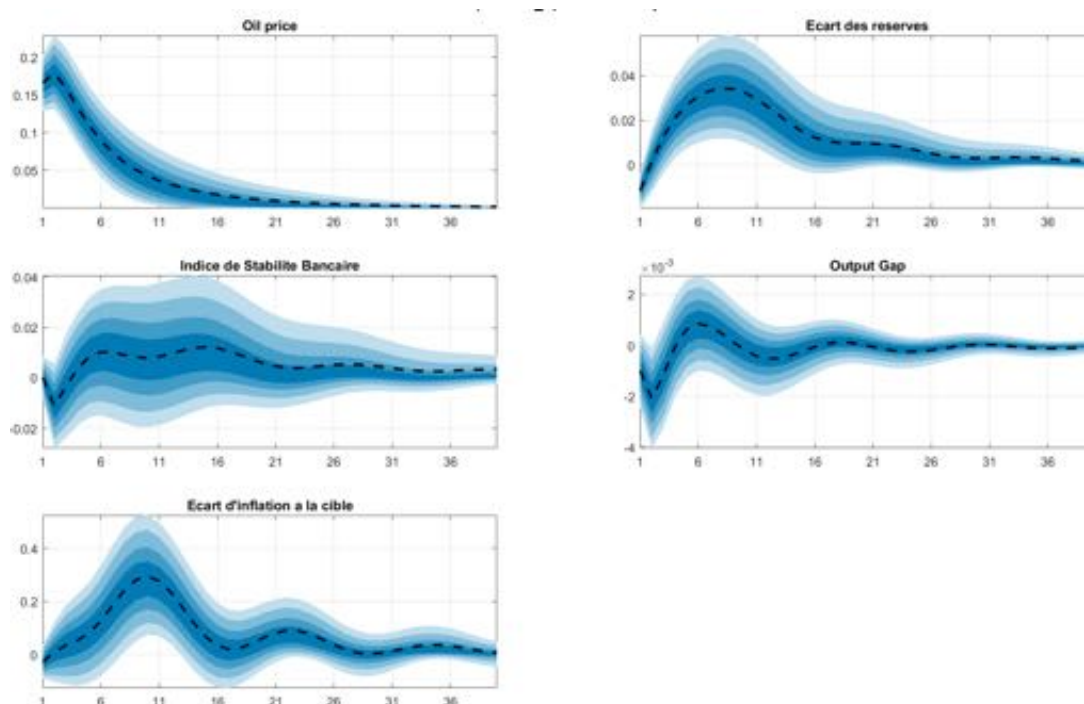 Oil price
0.2
0.15
0.1
0.05
1 6 11 16 21 26 31 36
Ecart des reserves
0.04
0.02
0
1 6 11 16 21 26 31 36
Indice de Stabilite Bancaire
0.04
0.02
0
-0.02
1 6 11 16 21 26 31 36
Output Gap
× 10⁻³
2
0
-2
-4
1 6 11 16 21 26 31 36
Ecart d'inflation a la cible
0.4
0.2
0
1 6 11 16 21 26 31 36